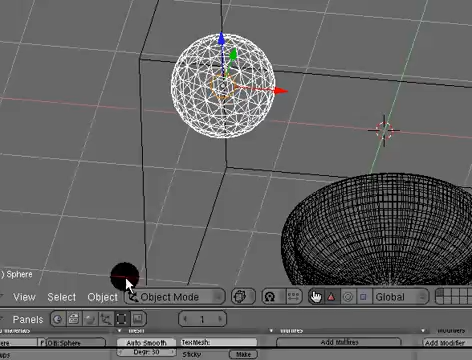 ) Sphere
View Select Object Object Mode Global
Panels 1
Mesh
OB:Sphere Auto Smooth TexMesh: Add Multires Add Modifier
Degr: 30 Sticky Make